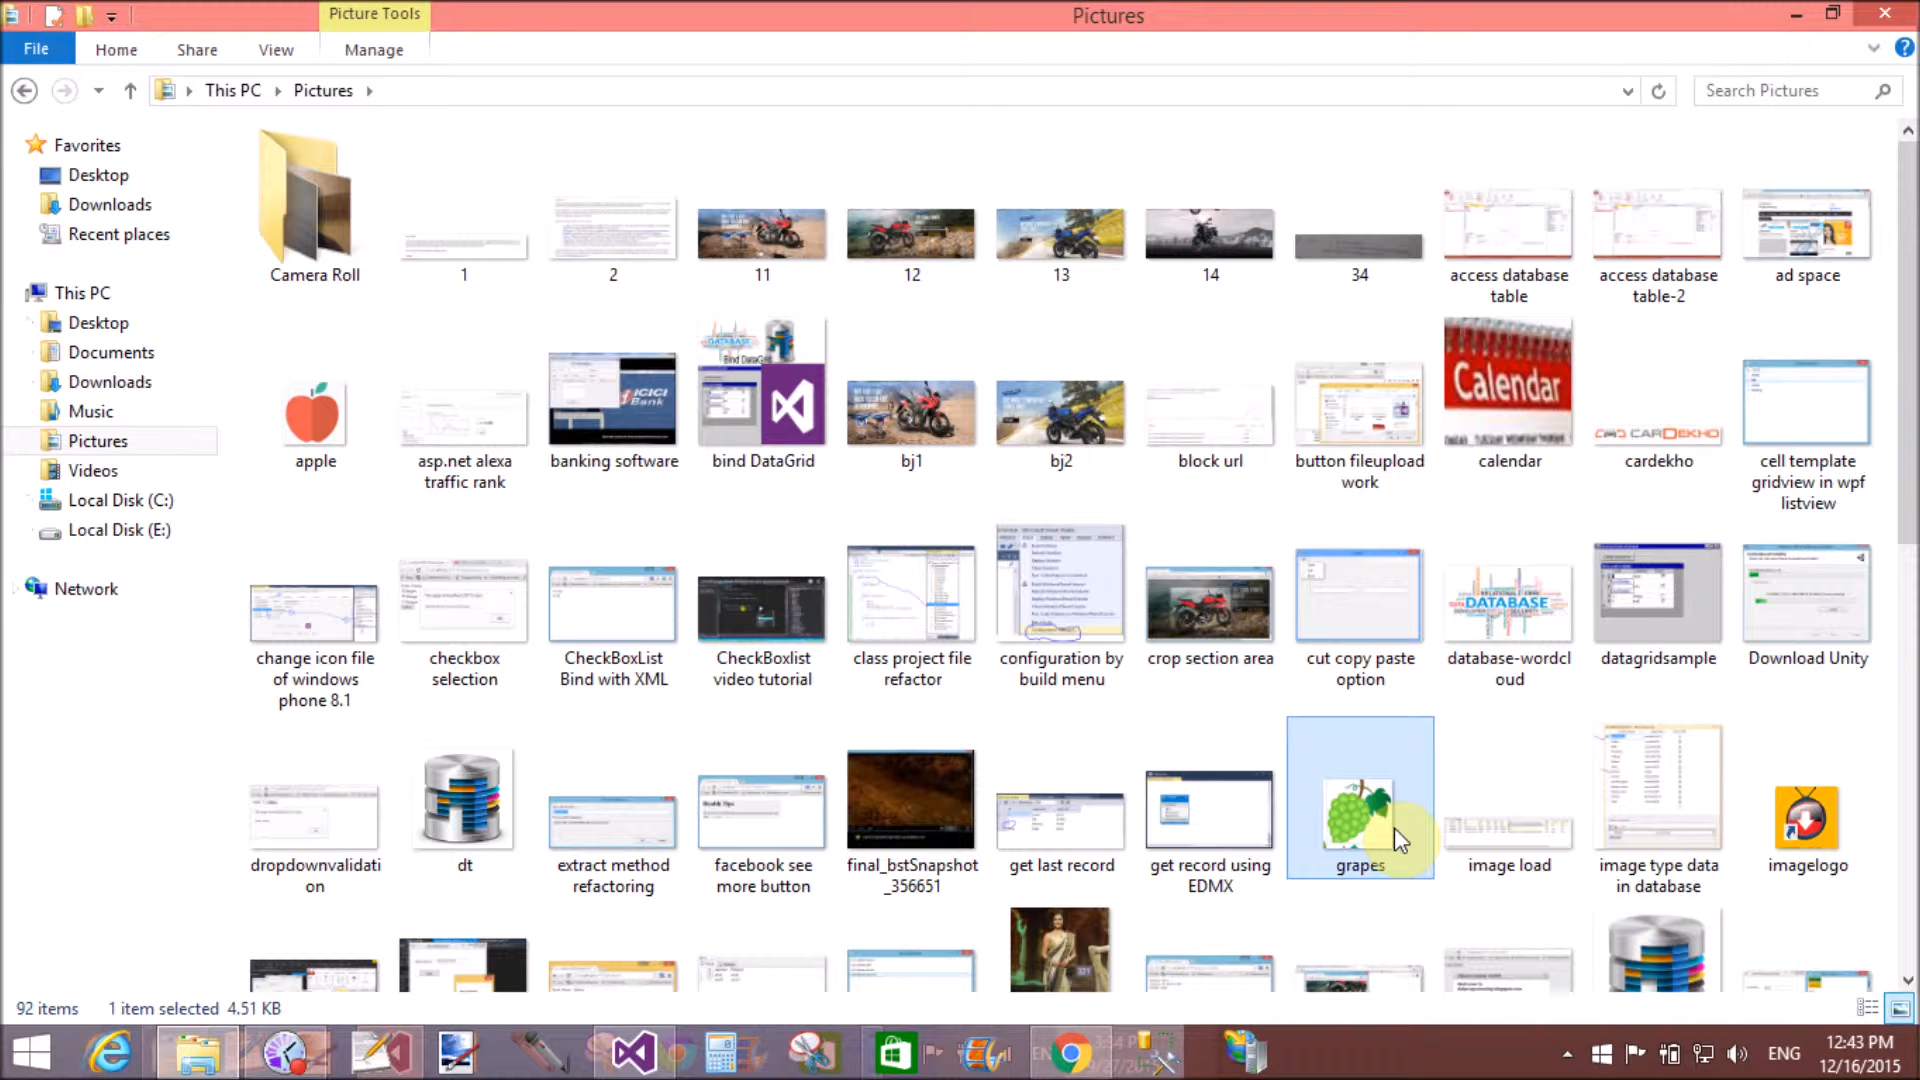 Picture Tools
Pictures
File
Home
Share
View
Manage
This PC
Pictures
Search Pictures
Favorites
Desktop
Downloads
Recent places
This PC
Desktop
Documents
Downloads
Music
Pictures
Videos
Local Disk (C:)
Local Disk (E:)
Network
Camera Roll
1
2
11
12
13
14
34
access database
table
access database
table-2
ad space
DATABASE
Bind DataGrid
ICICI
Bank
Calendar
CARDEKHO
apple
asp.net alexa
traffic rank
banking software
bind DataGrid
bj1
bj2
block url
button fileupload
work
calendar
cardekho
cell template
gridview in wpf
listview
DATABASE
change icon file
of windows
phone 8.1
checkbox
selection
CheckBoxList
Bind with XML
CheckBoxlist
video tutorial
class project file
refactor
configuration by
build menu
crop section area
cut copy paste
option
database-wordcl
oud
datagridsample
Download Unity
dropdownvalidati
on
dt
extract method
refactoring
facebook see
more button
final_bstSnapshot
_356651
get last record
get record using
EDMX
grapes
image load
image type data
in database
imagelogo
92 items
1 item selected
4.51 KB
ENG
12:43 PM
12/16/2015